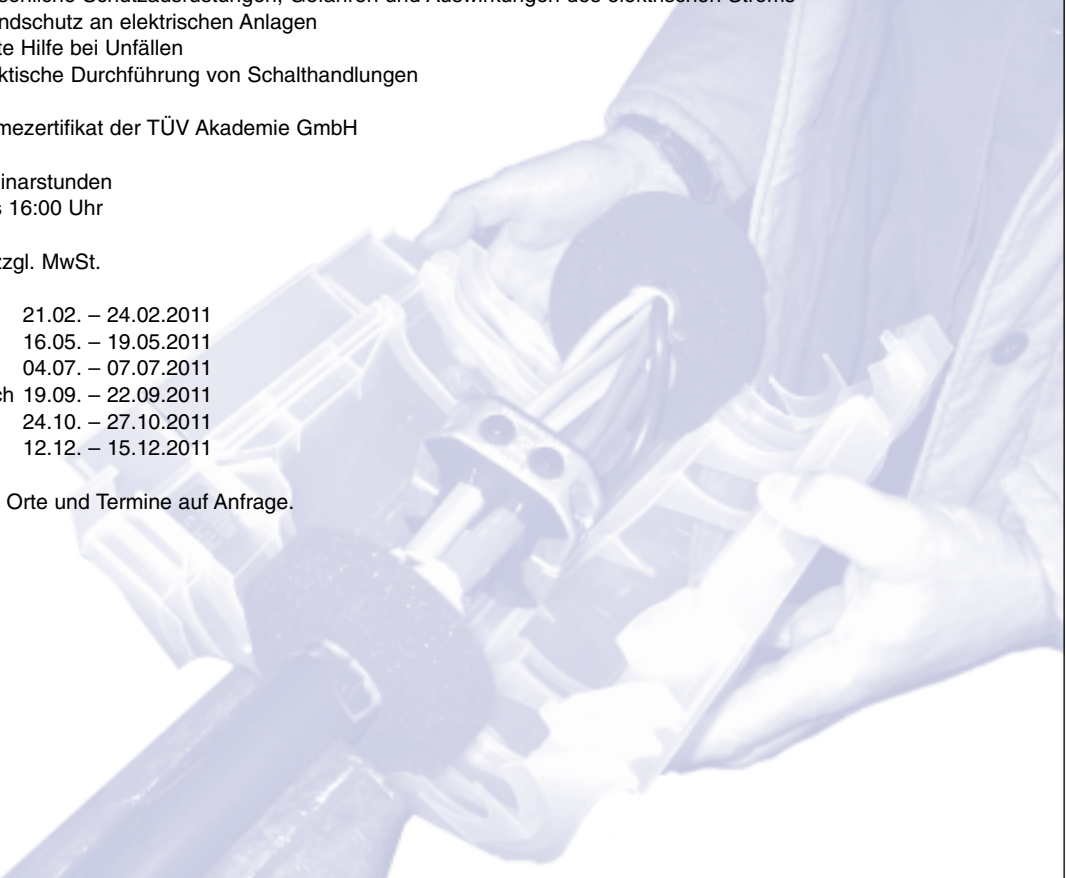 sönliche Schutzausrüstungen, Gefahren und Auswirkungen des elektrischen Stroms
ndschutz an elektrischen Anlagen
te Hilfe bei Unfällen
ktische Durchführung von Schalthandlungen
mezertifikat der TÜV Akademie GmbH
inarstunden
s 16:00 Uhr
zzgl. MwSt.
21.02. – 24.02.2011
16.05. – 19.05.2011
04.07. – 07.07.2011
ch 19.09. – 22.09.2011
24.10. – 27.10.2011
12.12. – 15.12.2011
Orte und Termine auf Anfrage.